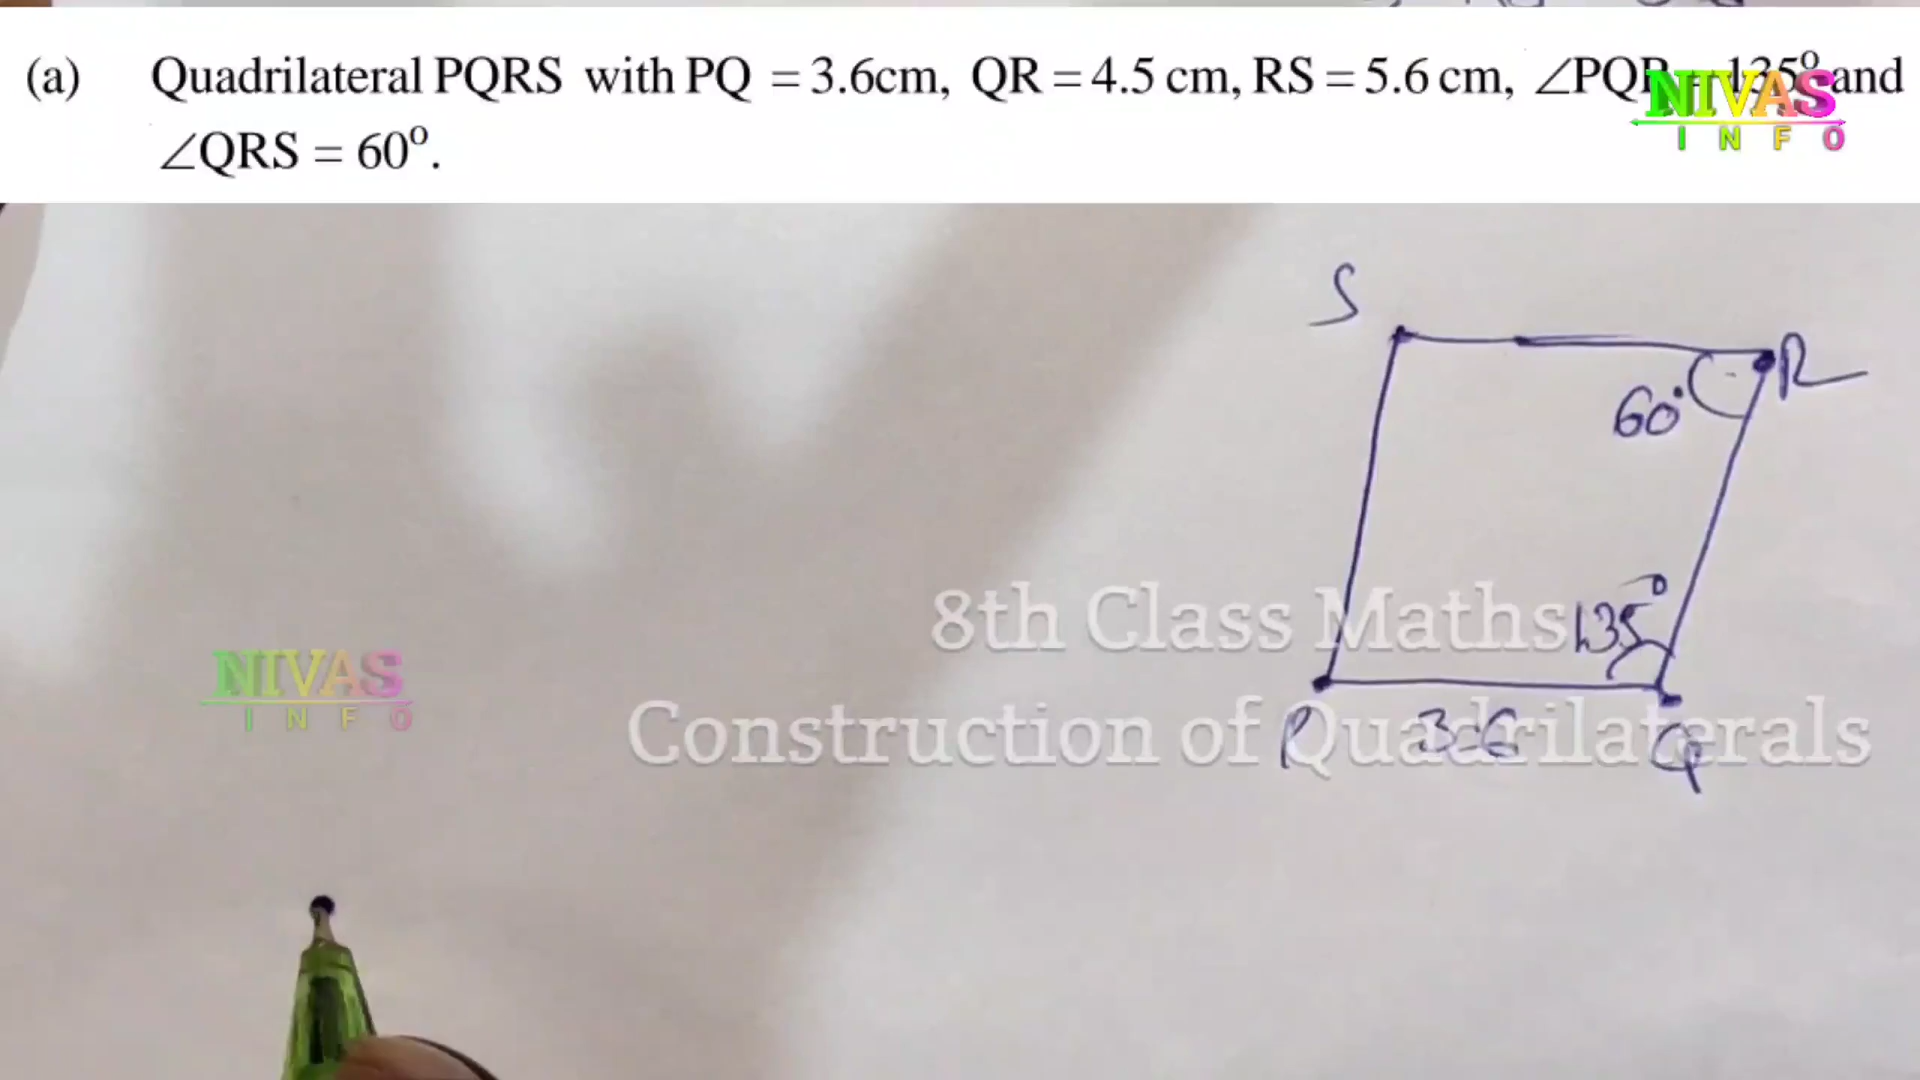 (a) Quadrilateral PQRS with PQ = 3.6cm, QR = 4.5 cm, RS = 5.6 cm, ∠PQR = 135° and
∠QRS = 60°.
NIVAS
INFO
S
R
60°
135°
8th Class Maths
Construction of Quadrilaterals
P 3.6 Q
NIVAS
INFO